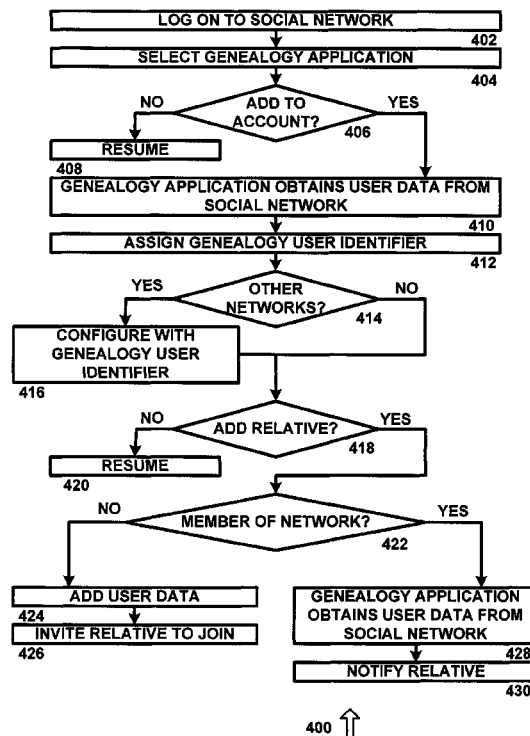 LOG ON TO SOCIAL NETWORK
402
SELECT GENEALOGY APPLICATION
404
NO
ADD TO
ACCOUNT?
YES
406
RESUME
408
GENEALOGY APPLICATION OBTAINS USER DATA FROM
SOCIAL NETWORK
410
ASSIGN GENEALOGY USER IDENTIFIER
412
YES
OTHER
NETWORKS?
NO
414
CONFIGURE WITH
GENEALOGY USER
IDENTIFIER
416
NO
ADD RELATIVE?
YES
418
RESUME
420
NO
MEMBER OF NETWORK?
YES
422
ADD USER DATA
424
INVITE RELATIVE TO JOIN
426
GENEALOGY APPLICATION
OBTAINS USER DATA FROM
SOCIAL NETWORK
428
NOTIFY RELATIVE
430
400